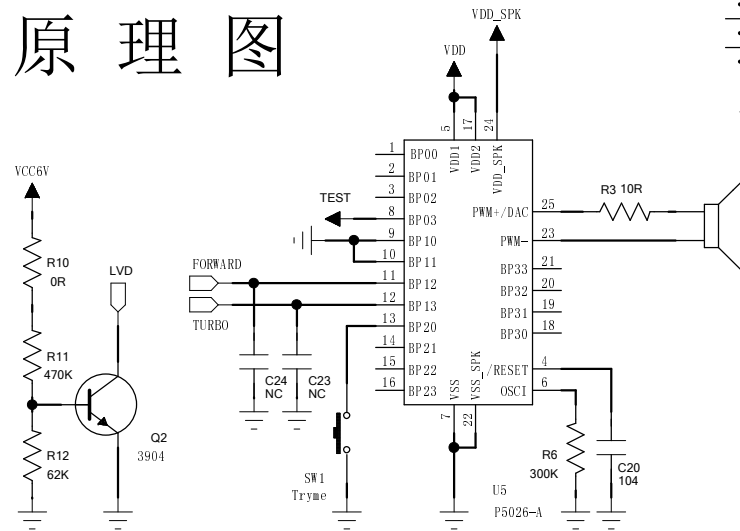 原 理 图
VDD_SPK
VDD
VCC6V
R10
0R
R11
470K
R12
62K
LVD
Q2
3904
FORWARD
TURBO
C24
NC
C23
NC
SW1
Tryme
TEST
1 BP00
2 BP01
3 BP02
8 BP03
9 BP10
10 BP11
11 BP12
12 BP13
13 BP20
14 BP21
15 BP22
16 BP23
5 VDD1
17 VDD2
24 VDD_SPK
PWM+/DAC 25
PWM- 23
BP33 21
BP32 20
BP31 19
BP30 18
/RESET 4
OSCI 6
7 VSS
22 VSS_SPK
R3 10R
R6
300K
C20
104
U5
P5026-A